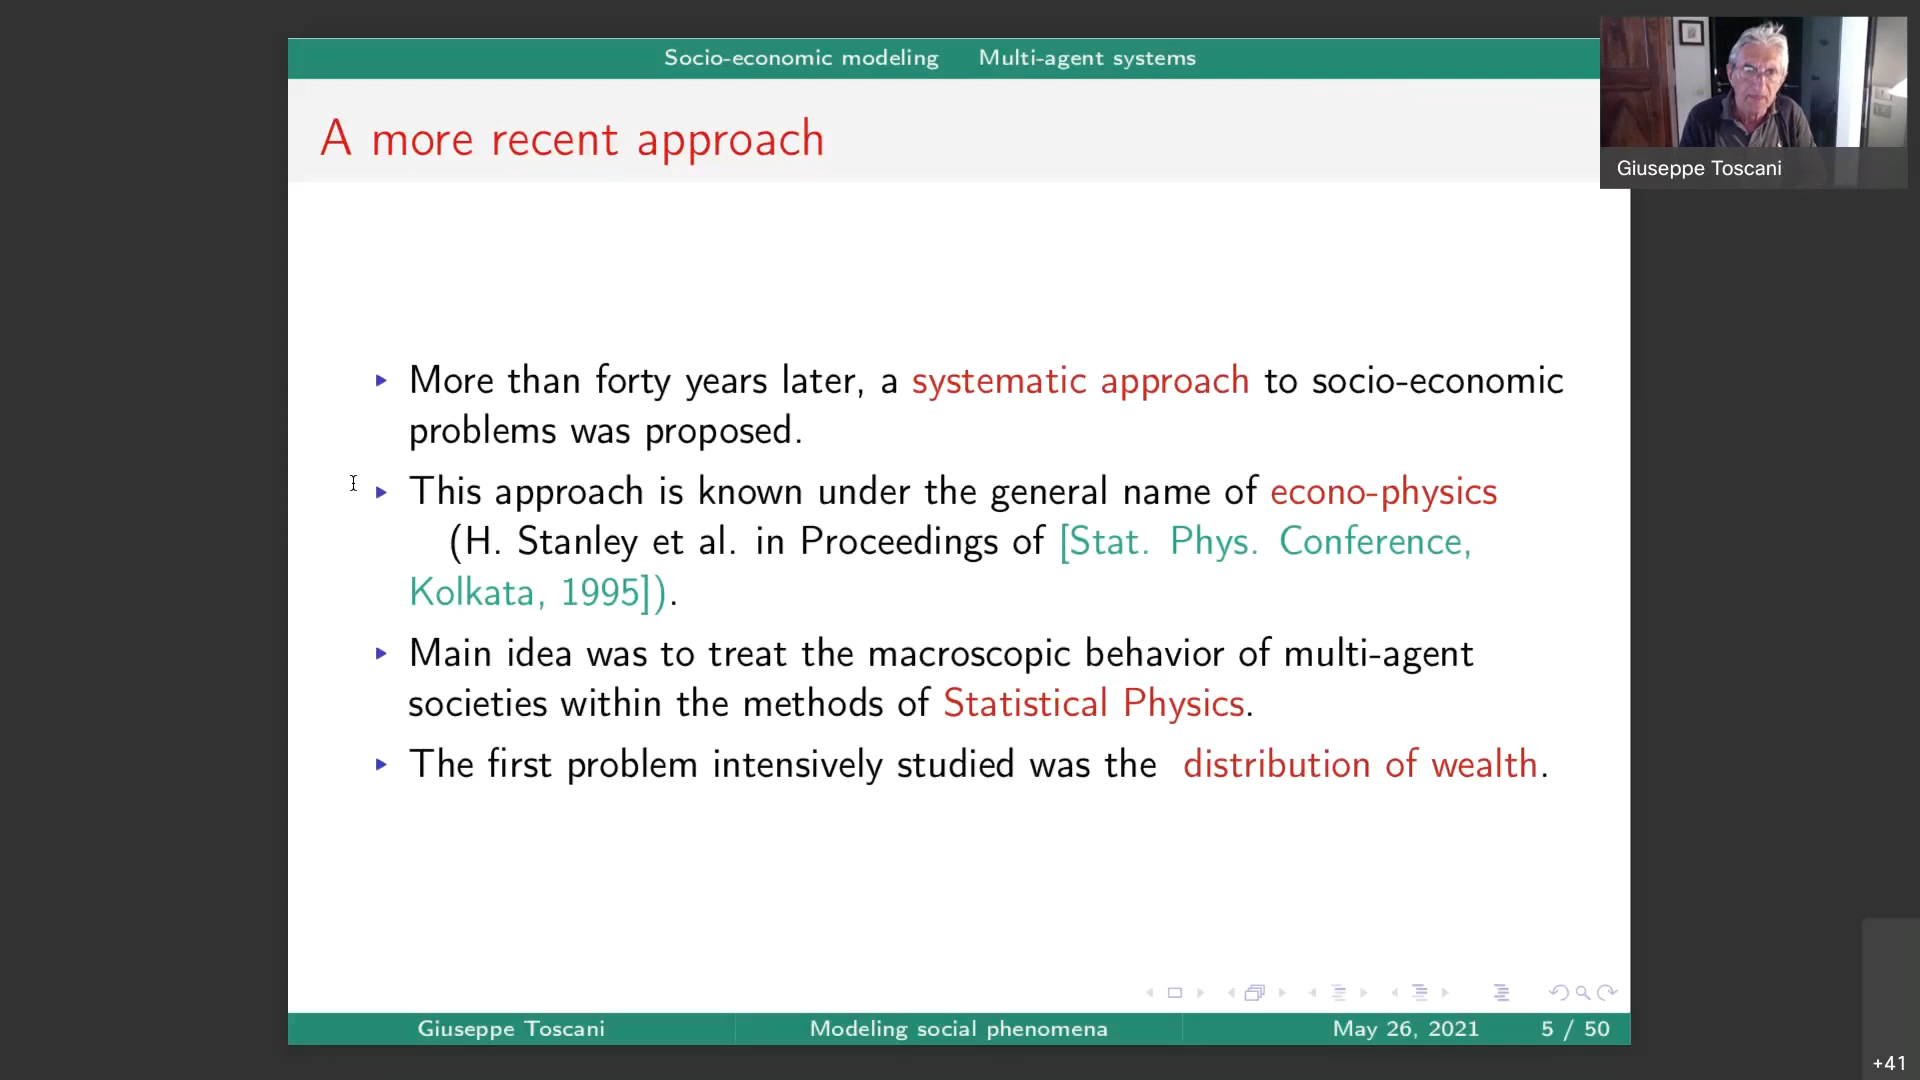 Socio-economic modeling Multi-agent systems
A more recent approach
Giuseppe Toscani
More than forty years later, a systematic approach to socio-economic
problems was proposed.
This approach is known under the general name of econo-physics
(H. Stanley et al. in Proceedings of [Stat. Phys. Conference,
Kolkata, 1995]).
Main idea was to treat the macroscopic behavior of multi-agent
societies within the methods of Statistical Physics.
The first problem intensively studied was the distribution of wealth.
Giuseppe Toscani Modeling social phenomena May 26, 2021 5 / 50
+41